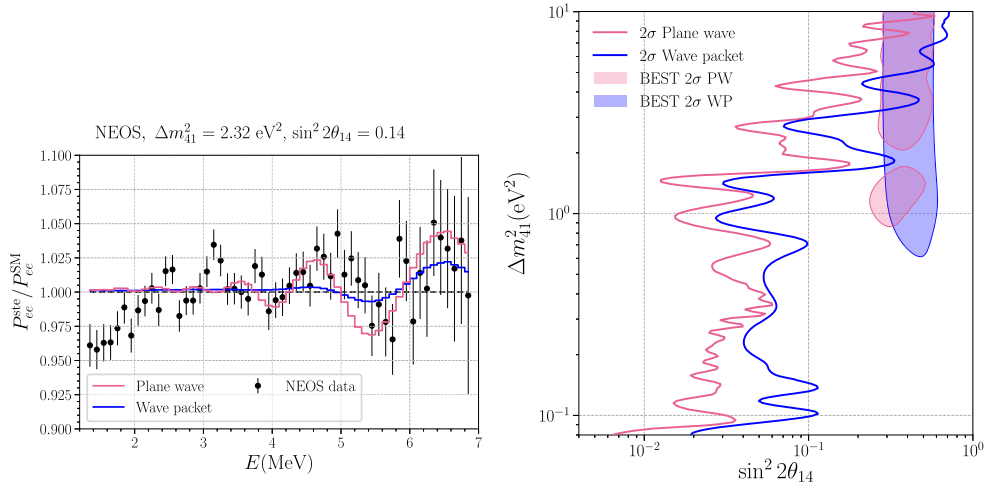 NEOS, Δm²₄₁ = 2.32 eV², sin² 2θ₁₄ = 0.14
1.100
1.075
1.050
1.025
1.000
0.975
0.950
0.925
0.900
P^ste_ee / P^SM_ee
Plane wave
Wave packet
NEOS data
2 3 4 5 6 7
E(MeV)
10¹
10⁰
10⁻¹
Δm²₄₁(eV²)
2σ Plane wave
2σ Wave packet
BEST 2σ PW
BEST 2σ WP
10⁻² 10⁻¹ 10⁰
sin² 2θ₁₄